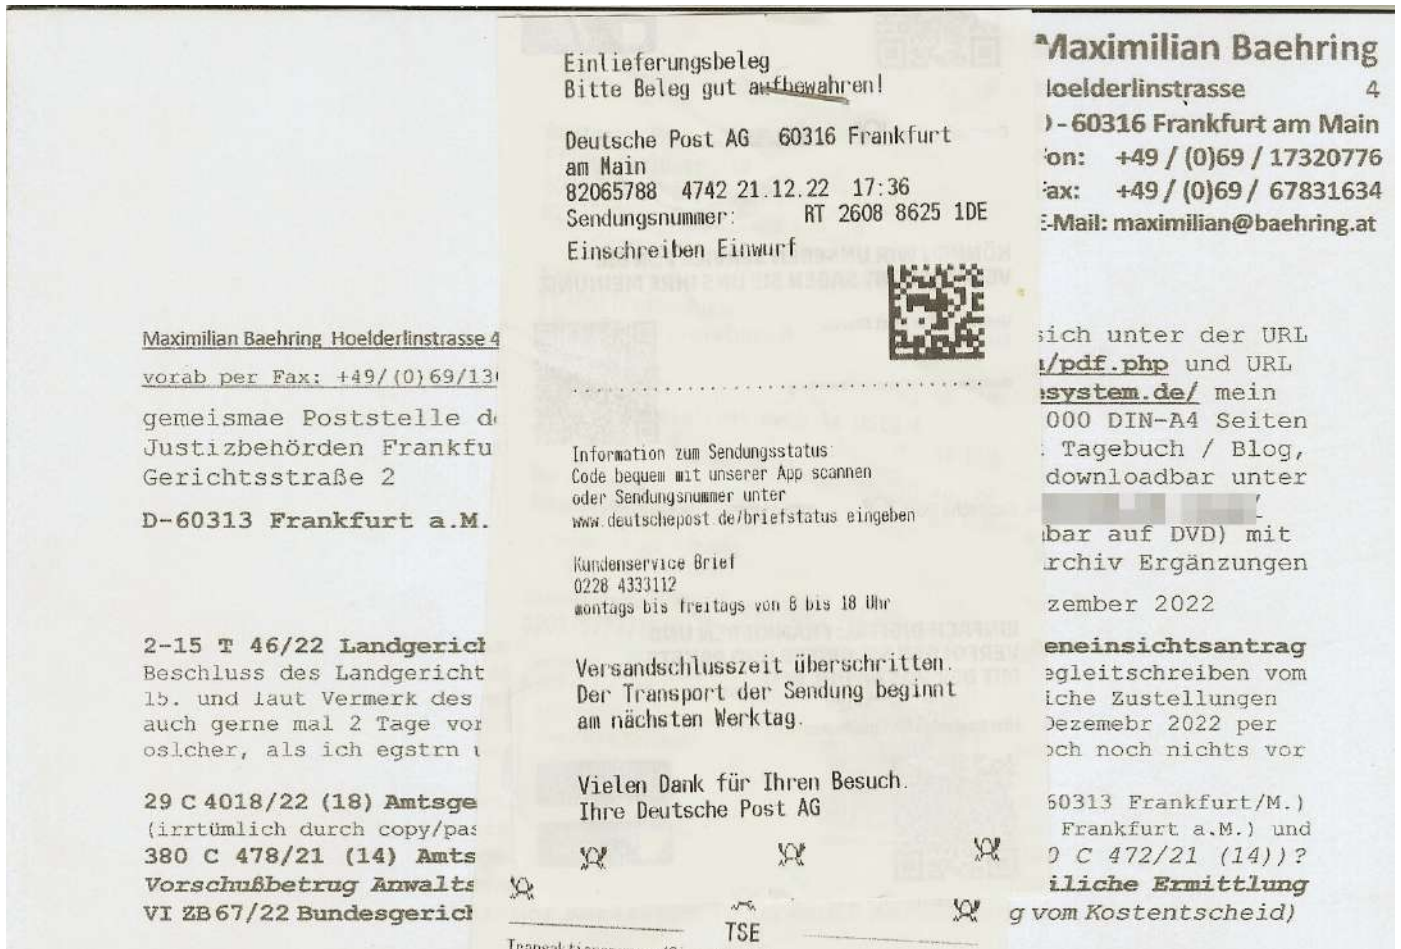 Einlieferungsbeleg
Bitte Beleg gut aufbewahren!
Deutsche Post AG 60316 Frankfurt
am Main
82065788 4742 21.12.22 17:36
Sendungsnummer: RT 2608 8625 1DE
Einschreiben Einwurf
Information zum Sendungsstatus:
Code bequem mit unserer App scannen
oder Sendungsnummer unter
www.deutschepost.de/briefstatus eingeben
Kundenservice Brief
0228 4333112
montags bis freitags von 8 bis 18 Uhr
Versandschlusszeit überschritten.
Der Transport der Sendung beginnt
am nächsten Werktag.
Vielen Dank für Ihren Besuch.
Ihre Deutsche Post AG
TSE
Maximilian Baehring
loelderlinstrasse 4
- 60316 Frankfurt am Main
on: +49 / (0)69 / 17320776
ax: +49 / (0)69 / 67831634
E-Mail: maximilian@baehring.at
Maximilian Baehring Hoelderlinstrasse 4
vorab per Fax: +49/(0)69/13
gemeismae Poststelle d
Justizbehörden Frankfu
Gerichtsstraße 2
D-60313 Frankfurt a.M.
sich unter der URL
/pdf.php und URL
system.de/ mein
000 DIN-A4 Seiten
Tagebuch / Blog,
downloadbar unter
bar auf DVD) mit
rchiv Ergänzungen
zember 2022
2-15 T 46/22 Landgerich
eneinsichtsantrag
Beschluss des Landgericht
egleitschreiben vom
15. und laut Vermerk des
iche Zustellungen
auch gerne mal 2 Tage vor
Dezemebr 2022 per
oslcher, als ich egstrn
och noch nichts vor
29 C 4018/22 (18) Amtsge
60313 Frankfurt/M.)
(irrtümlich durch copy/pas
Frankfurt a.M.) und
380 C 478/21 (14) Amts
C 472/21 (14))?
Vorschußbetrug Anwalts
iliche Ermittlung
VI ZB 67/22 Bundesgerich
g vom Kostentscheid)